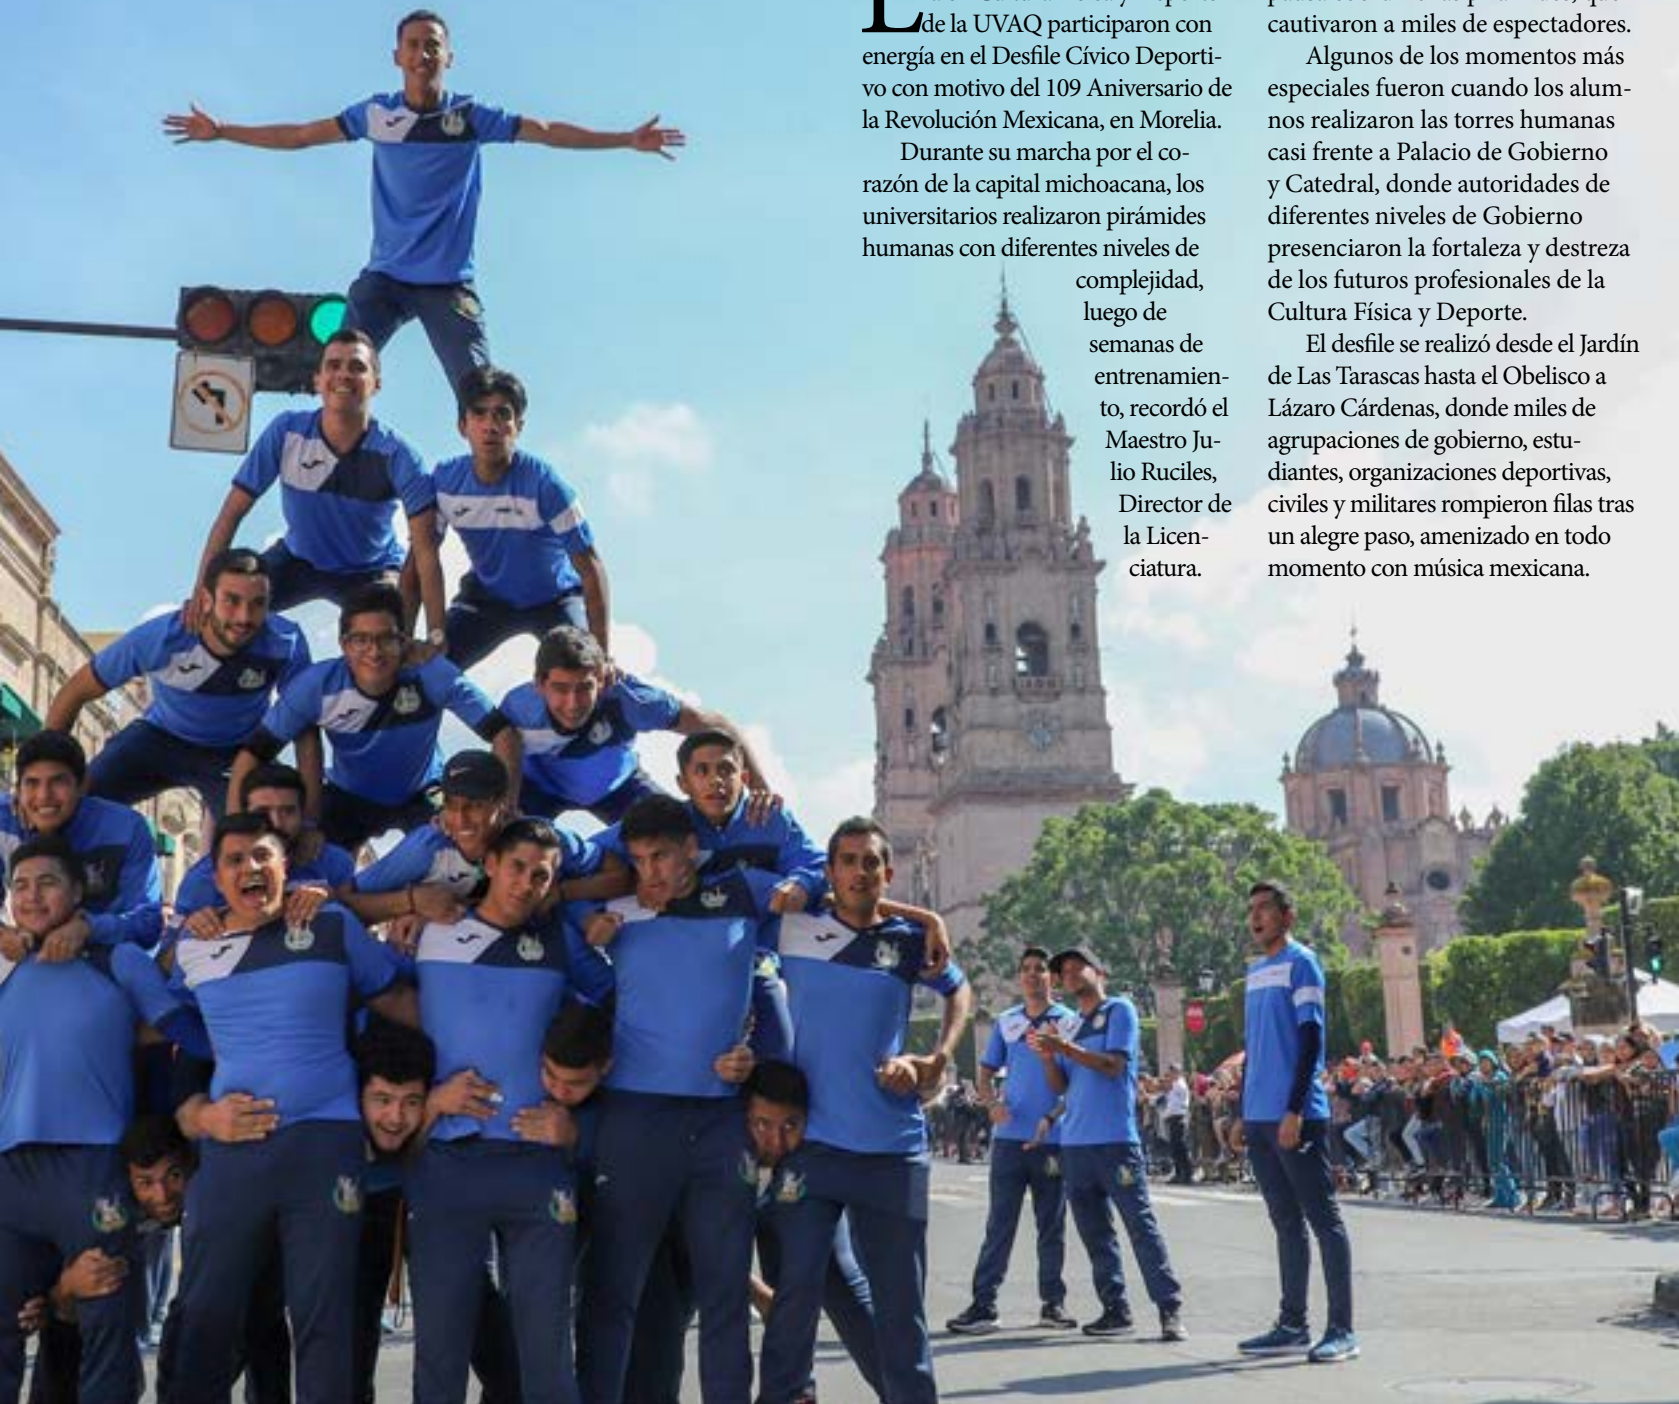 de la UVAQ participaron con
energía en el Desfile Cívico Deporti-
vo con motivo del 109 Aniversario de
la Revolución Mexicana, en Morelia.
Durante su marcha por el co-
razón de la capital michoacana, los
universitarios realizaron pirámides
humanas con diferentes niveles de
complejidad,
luego de
semanas de
entrenamien-
to, recordó el
Maestro Ju-
lio Ruciles,
Director de
la Licen-
ciatura.
cautivaron a miles de espectadores.
Algunos de los momentos más
especiales fueron cuando los alum-
nos realizaron las torres humanas
casi frente a Palacio de Gobierno
y Catedral, donde autoridades de
diferentes niveles de Gobierno
presenciaron la fortaleza y destreza
de los futuros profesionales de la
Cultura Física y Deporte.
El desfile se realizó desde el Jardín
de Las Tarascas hasta el Obelisco a
Lázaro Cárdenas, donde miles de
agrupaciones de gobierno, estu-
diantes, organizaciones deportivas,
civiles y militares rompieron filas tras
un alegre paso, amenizado en todo
momento con música mexicana.